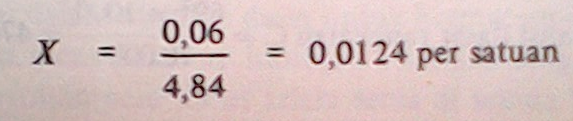 X = 0,06 / 4,84 = 0,0124 per satuan